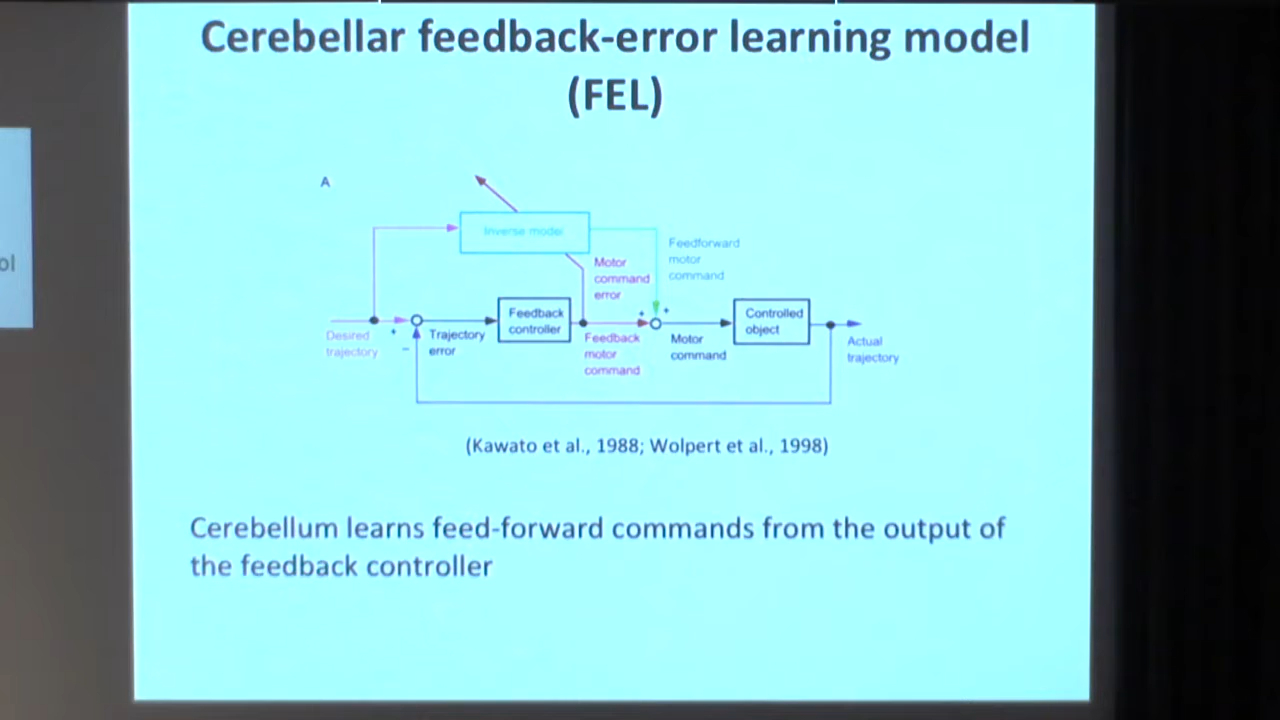 Cerebellar feedback-error learning model
(FEL)
ol
A
Inverse model
Feedforward
motor
command
Motor
command
error
Desired
trajectory
+
−
Trajectory
error
Feedback
controller
Feedback
motor
command
+
+
Motor
command
Controlled
object
Actual
trajectory
(Kawato et al., 1988; Wolpert et al., 1998)
Cerebellum learns feed-forward commands from the output of
the feedback controller